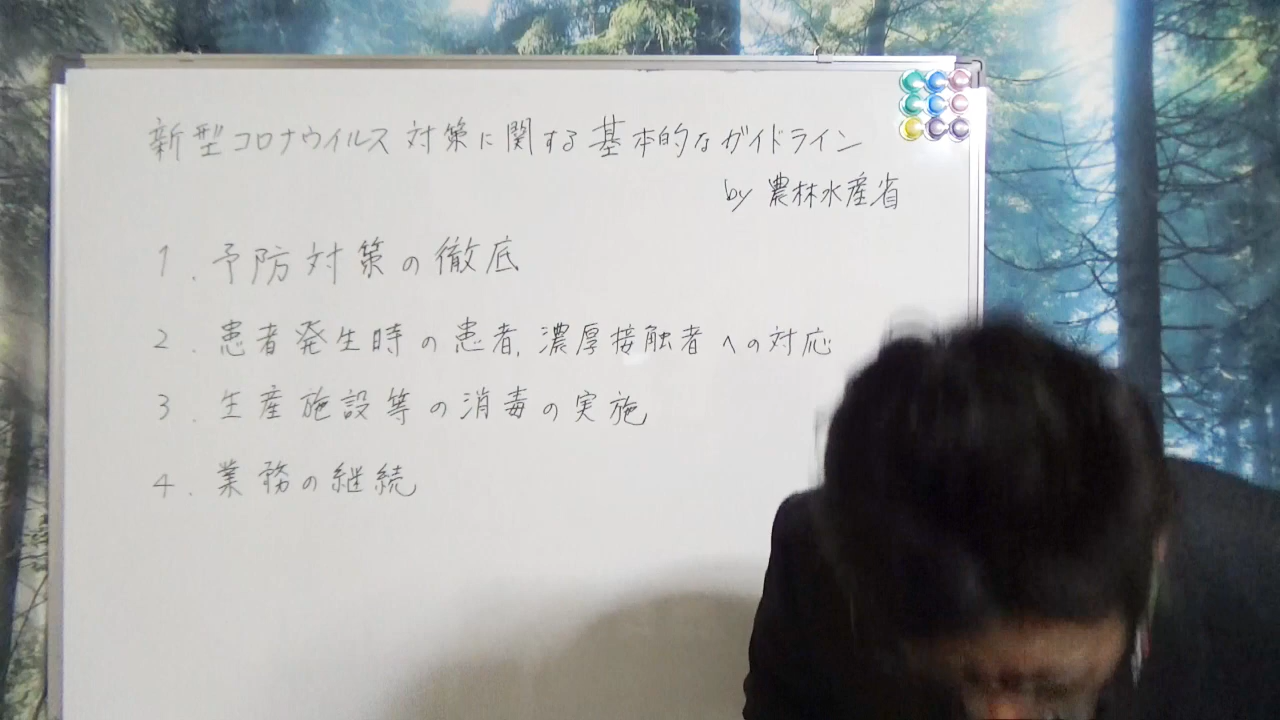 新型コロナウイルス対策に関する基本的なガイドライン
by 農林水産省
1. 予防対策の徹底
2. 患者発生時の患者,濃厚接触者への対応
3. 生産施設等の消毒の実施
4. 業務の継続